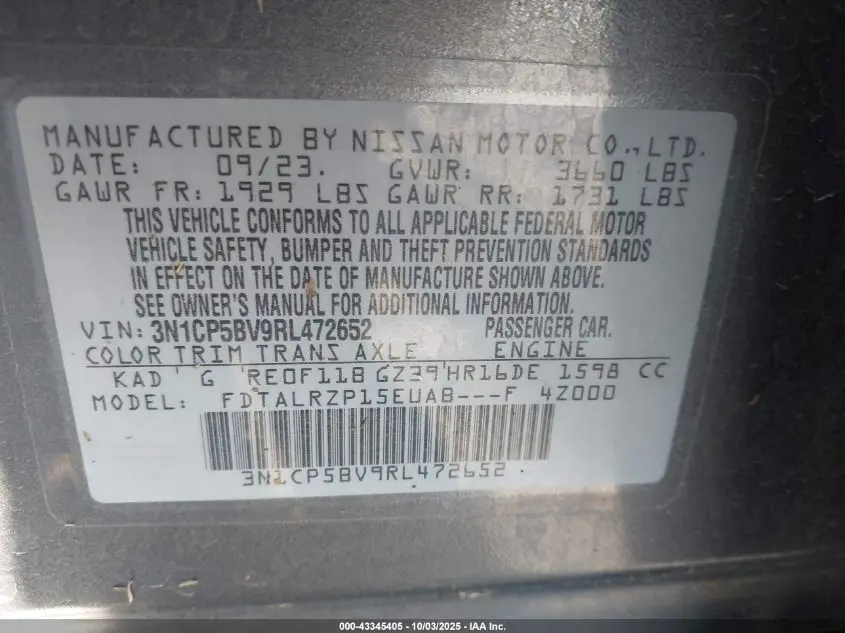 MANUFACTURED BY NISSAN MOTOR CO., LTD.
DATE: 09/23. GVWR: 3660 LBS
GAWR FR: 1929 LBS GAWR RR: 1731 LBS
THIS VEHICLE CONFORMS TO ALL APPLICABLE FEDERAL MOTOR
VEHICLE SAFETY, BUMPER AND THEFT PREVENTION STANDARDS
IN EFFECT ON THE DATE OF MANUFACTURE SHOWN ABOVE.
SEE OWNER'S MANUAL FOR ADDITIONAL INFORMATION.
VIN: 3N1CP5BV9RL472652 PASSENGER CAR.
COLOR TRIM TRANS AXLE ENGINE
KAD ' G 'RE0F11B GZ39'HR16DE 1598 CC
MODEL: FDTALRZP15EUAB---F 4Z000
3N1CP5BV9RL472652
000-43345405 - 10/03/2025 - IAA Inc.